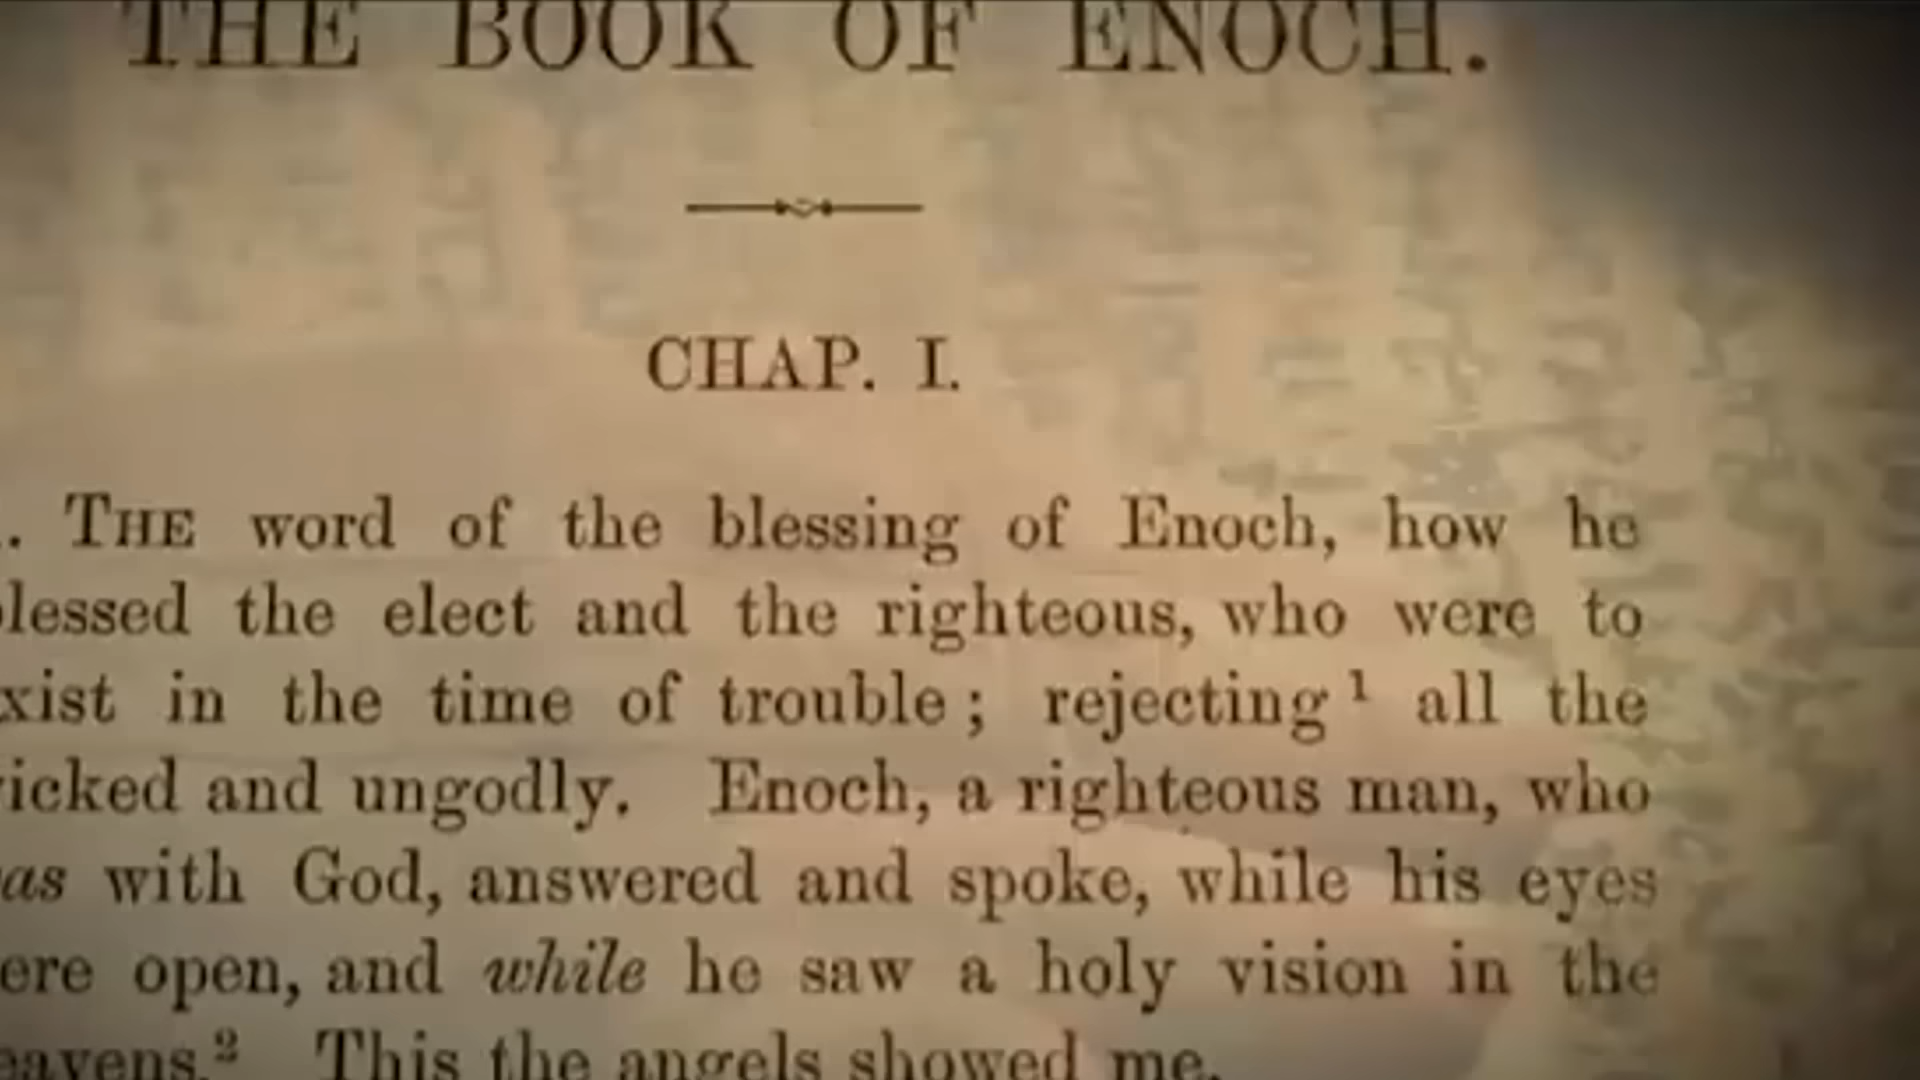 THE BOOK OF ENOCH.
CHAP. I.
. THE word of the blessing of Enoch, how he
lessed the elect and the righteous, who were to
xist in the time of trouble; rejecting¹ all the
icked and ungodly. Enoch, a righteous man, who
as with God, answered and spoke, while his eyes
ere open, and while he saw a holy vision in the
eavens.² This the angels showed me.